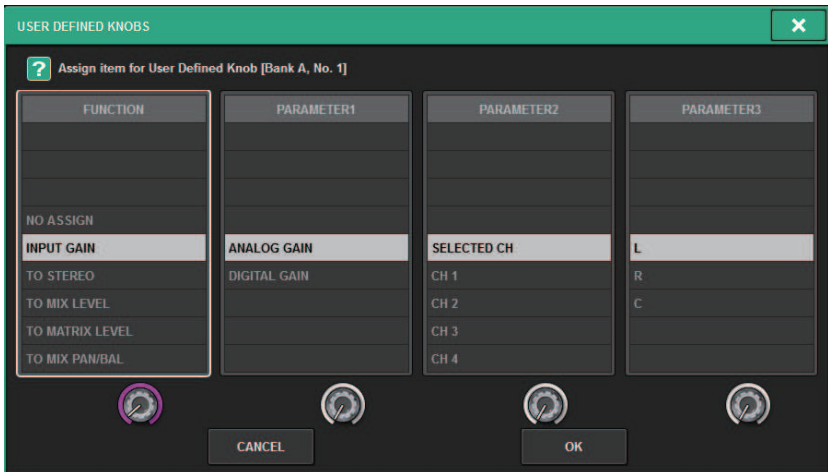 USER DEFINED KNOBS
?
Assign item for User Defined Knob [Bank A, No. 1]
FUNCTION PARAMETER1 PARAMETER2 PARAMETER3
NO ASSIGN
INPUT GAIN ANALOG GAIN SELECTED CH L
TO STEREO DIGITAL GAIN CH 1 R
TO MIX LEVEL CH 2 C
TO MATRIX LEVEL CH 3
TO MIX PAN/BAL CH 4
CANCEL OK